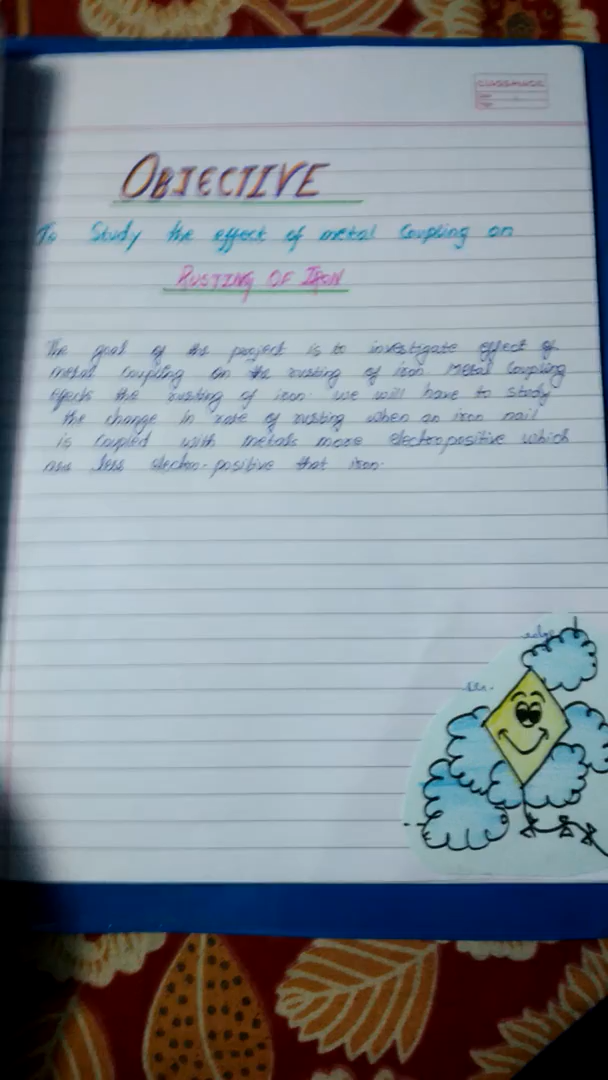 CLASSMATE
OBJECTIVE
To Study the effect of metal Coupling on
RUSTING OF IRON
The goal of the project is to investigate effect of
metal coupling on the rusting of iron metal coupling
effects the rusting of iron. we will have to study
the change in rate of rusting when an iron nail
is coupled with metals more electropositive which
are less electro-positive that iron.